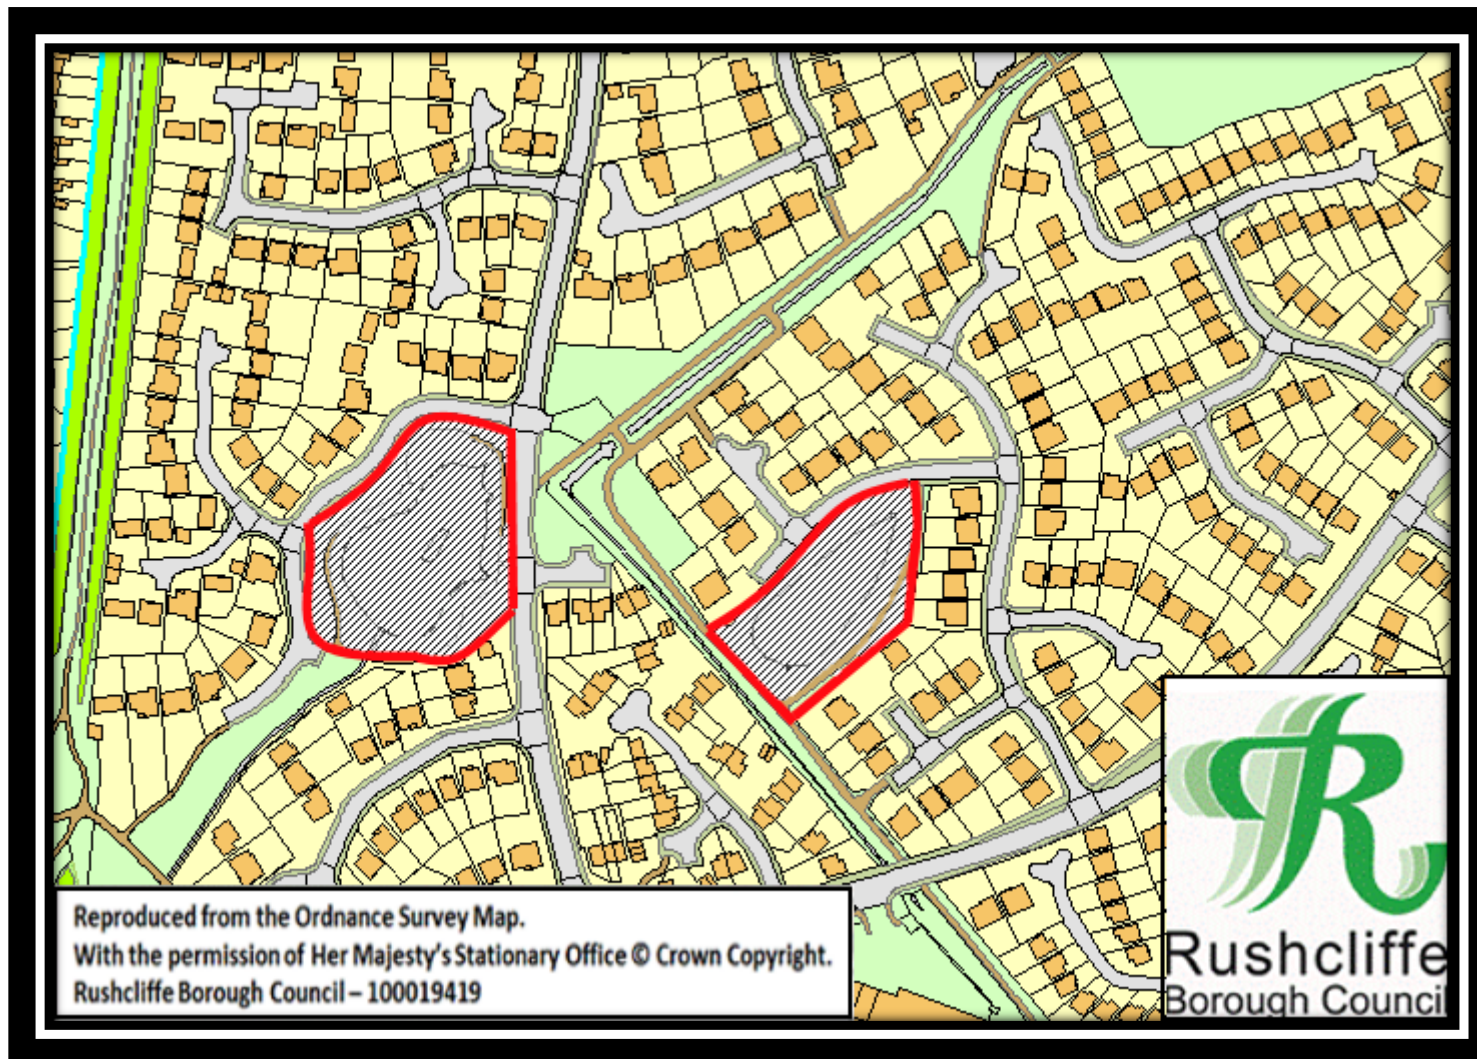 Reproduced from the Ordnance Survey Map.
With the permission of Her Majesty's Stationary Office © Crown Copyright.
Rushcliffe Borough Council – 100019419
Rushcliffe
Borough Council